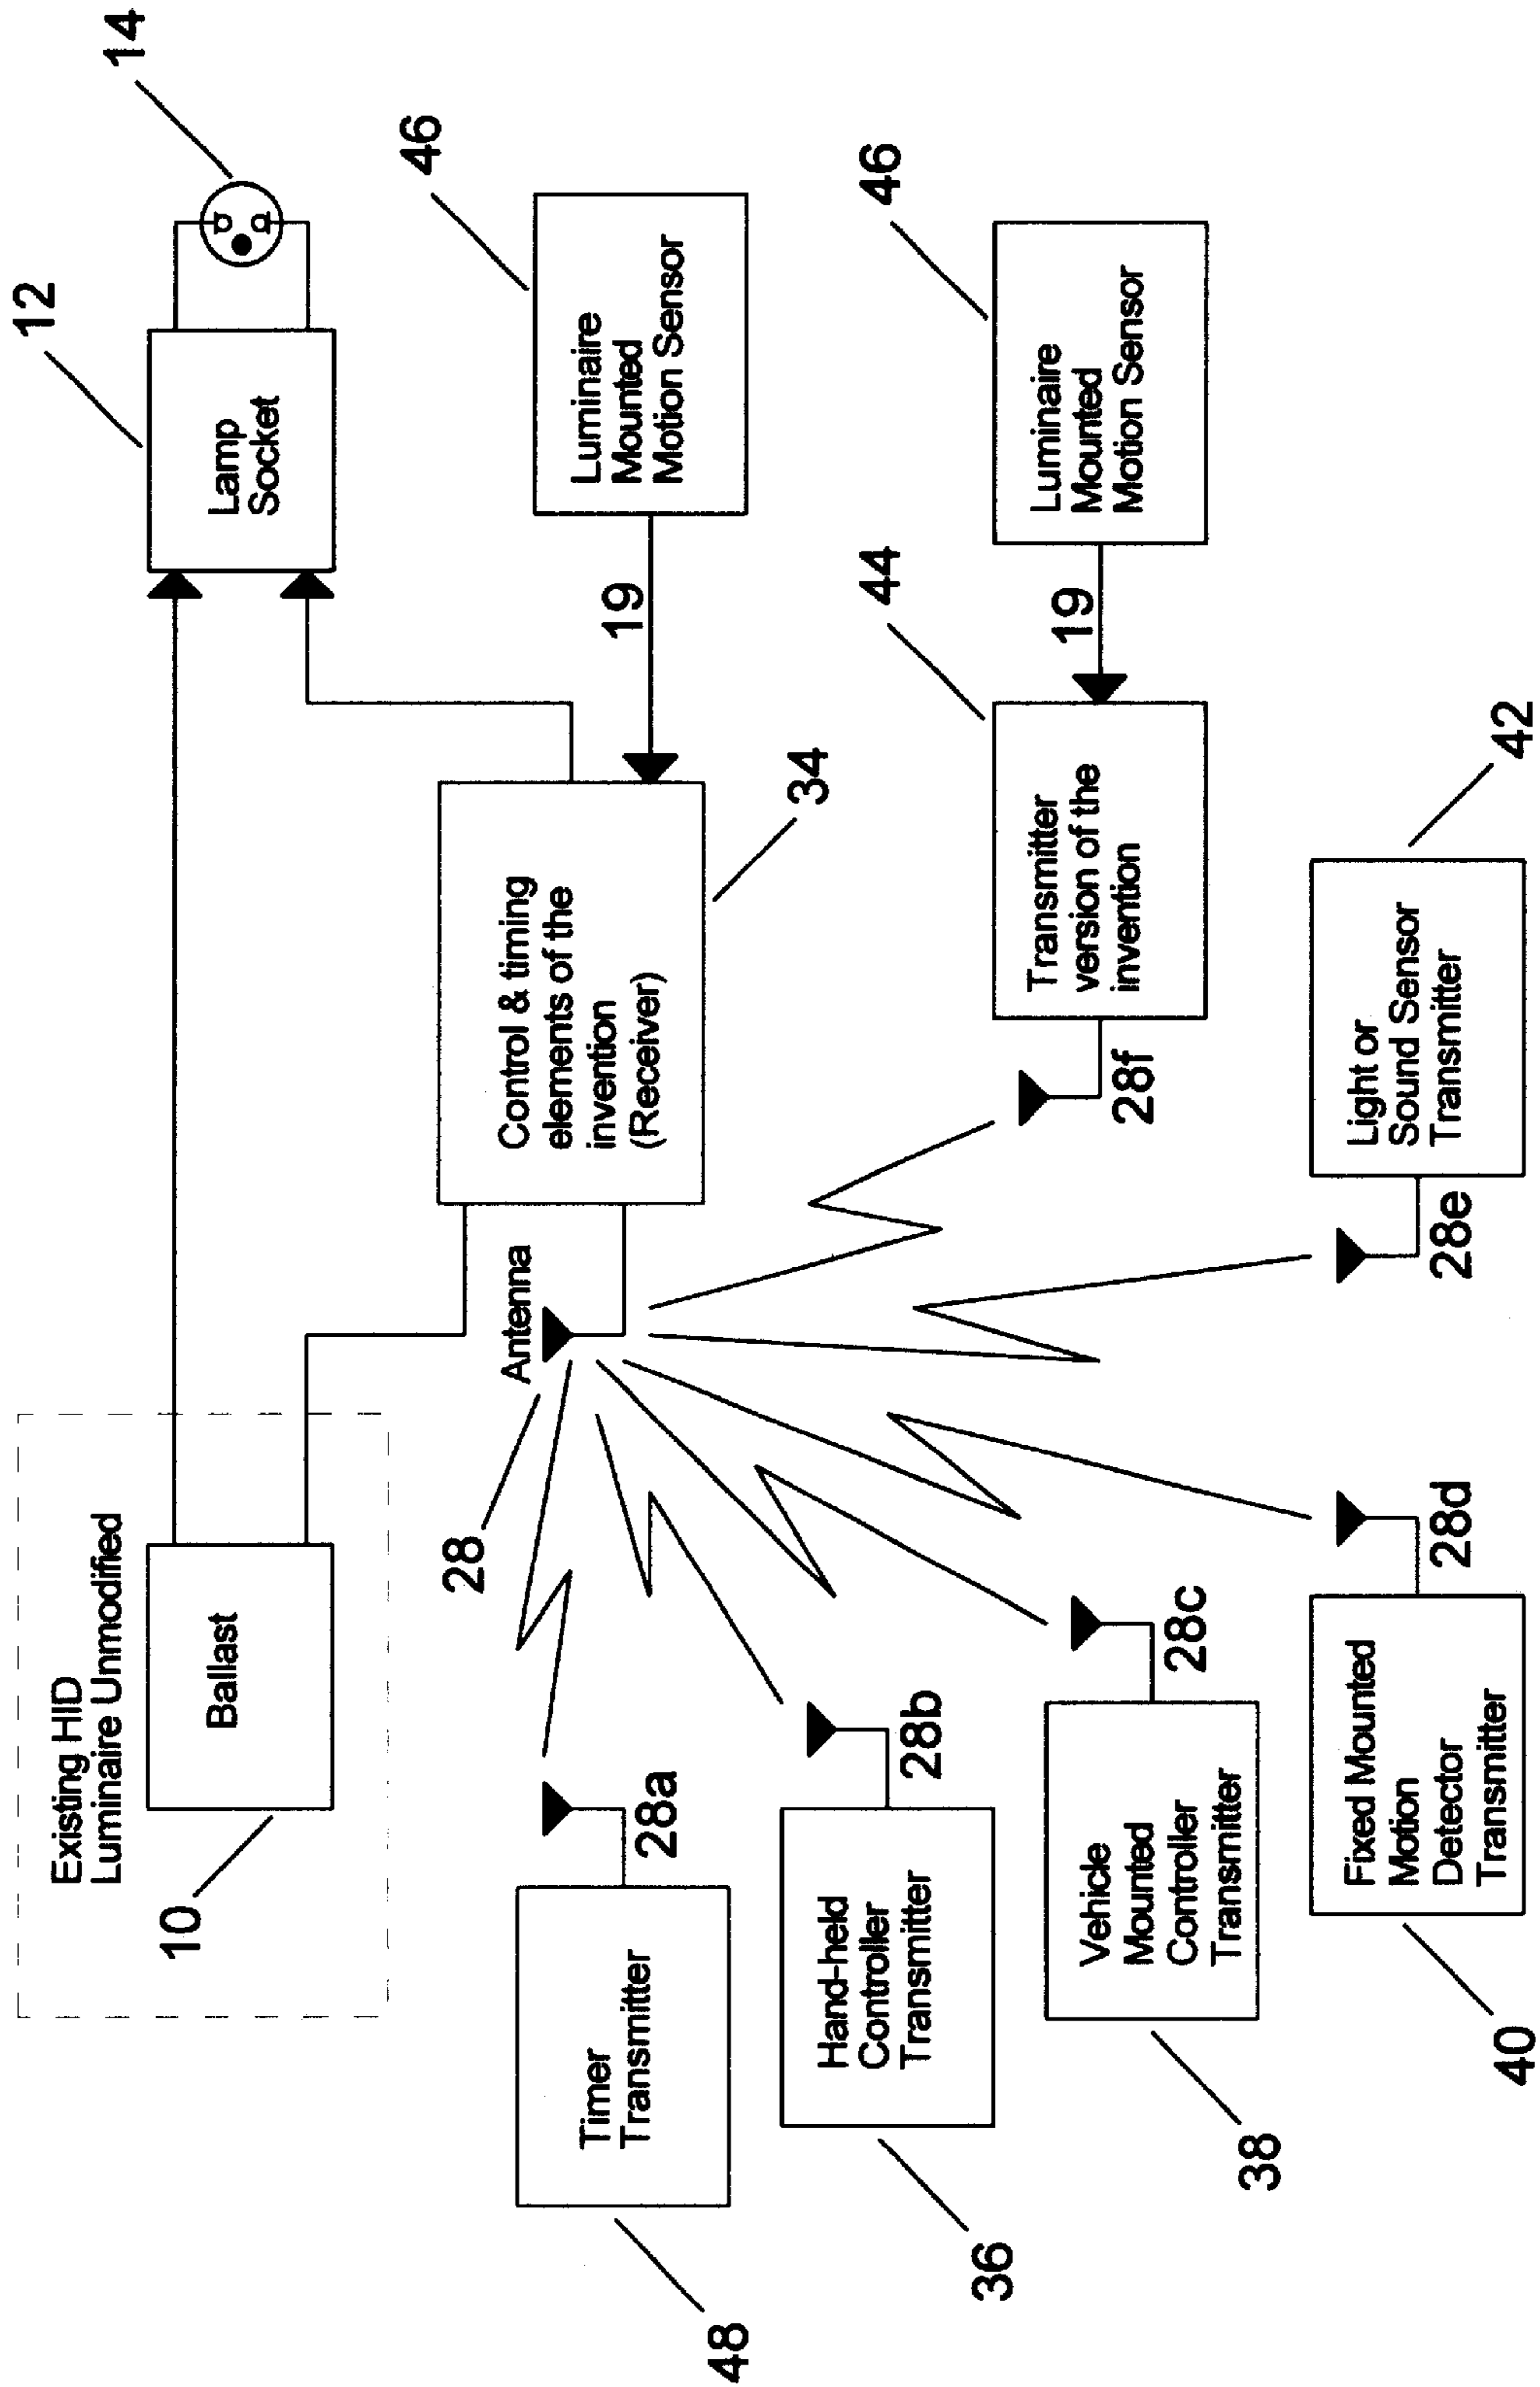 Existing HID
Luminaire Unmodified
10
Ballast
12
Lamp
Socket
14
28
Antenna
Control & timing
elements of the
invention
(Receiver)
34
19
Luminaire
Mounted
Motion Sensor
46
48
Timer
Transmitter
28a
36
Hand-held
Controller
Transmitter
28b
38
Vehicle
Mounted
Controller
Transmitter
28c
40
Fixed Mounted
Motion
Detector
Transmitter
28d
Light or
Sound Sensor
Transmitter
28e
42
Transmitter
version of the
invention
28f
44
19
Luminaire
Mounted
Motion Sensor
46